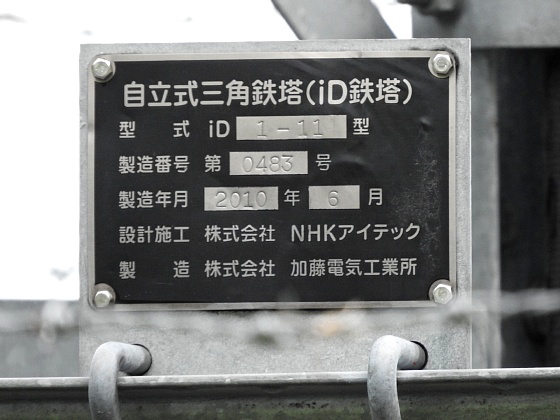 自立式三角鉄塔(iD鉄塔)
型 式 iD 1-11 型
製造番号 第 0483 号
製造年月 2010 年 6 月
設計施工 株式会社 NHKアイテック
製 造 株式会社 加藤電気工業所